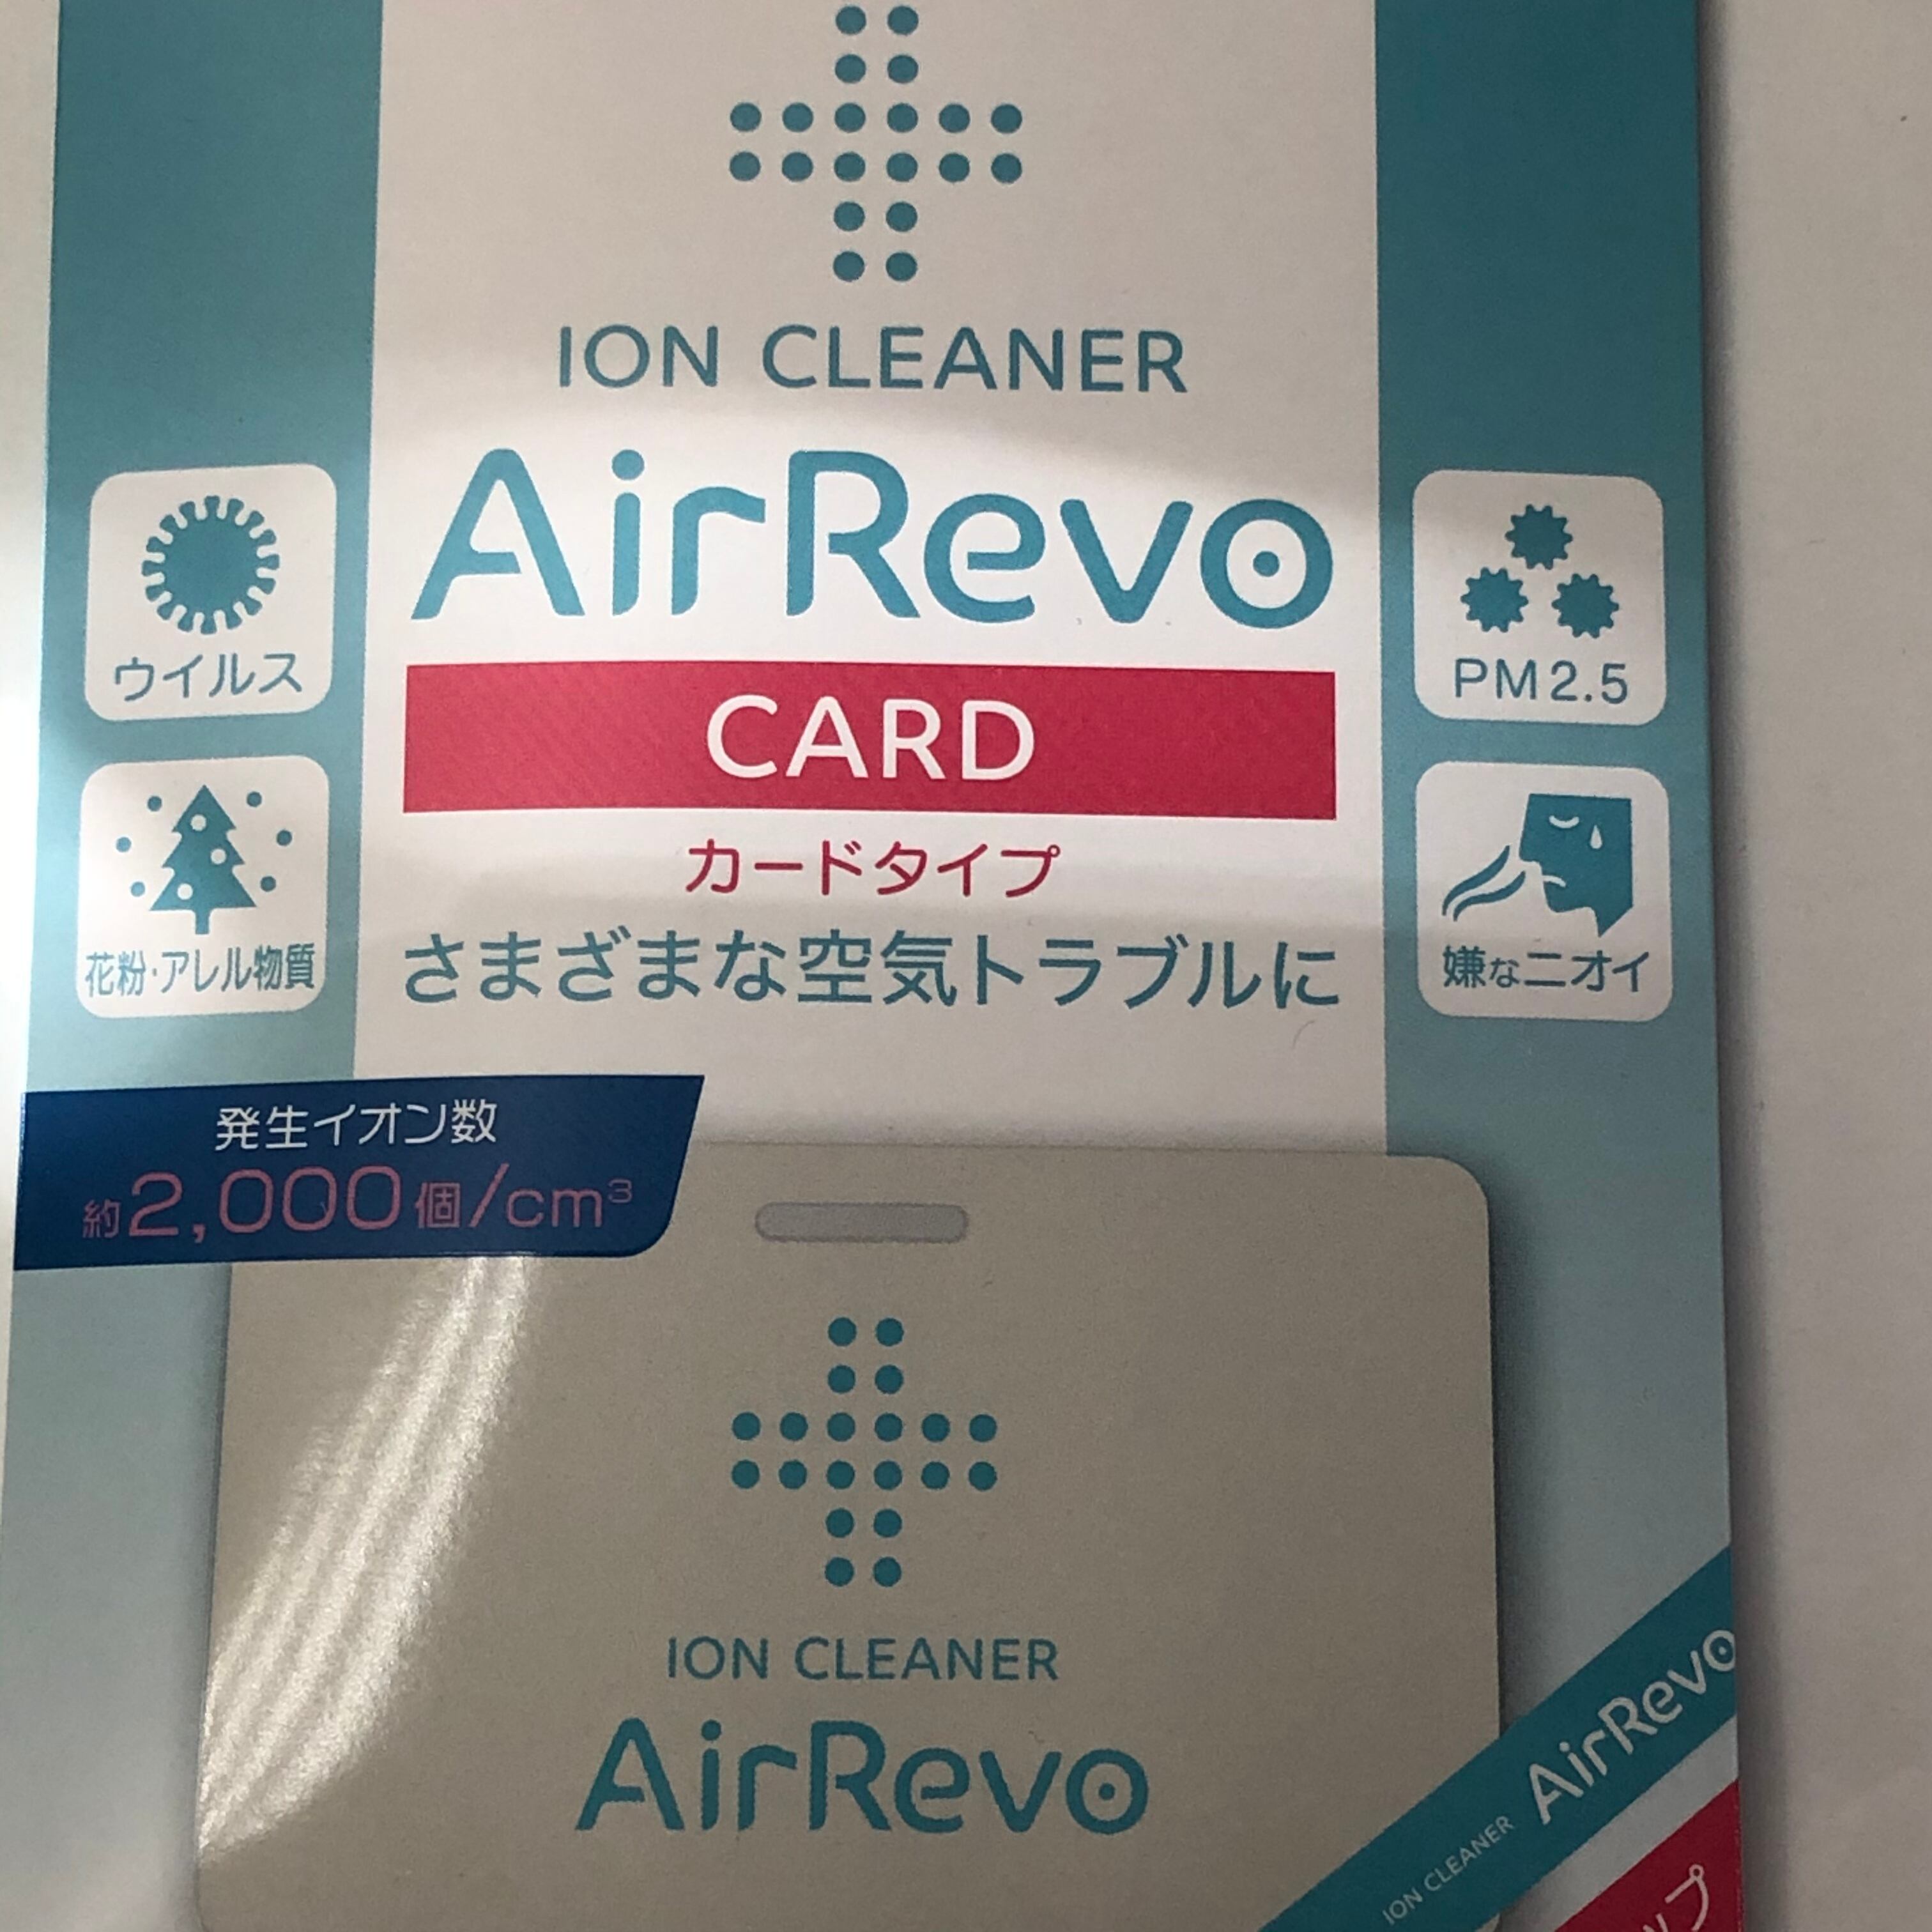 ION CLEANER
AirRevo
CARD
カードタイプ
さまざまな空気トラブルに
ウイルス
花粉・アレル物質
PM2.5
嫌なニオイ
発生イオン数
約2,000個/cm³
ION CLEANER
AirRevo
ION CLEANER AirRevo